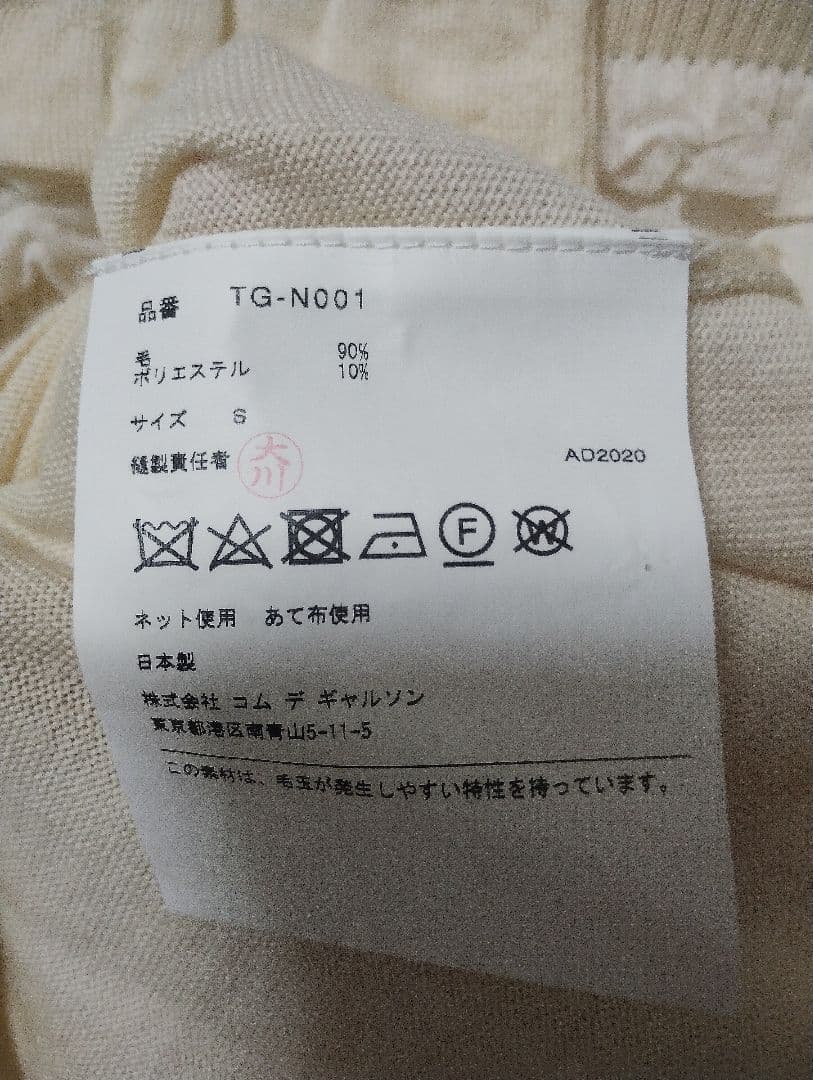 品番 TG-N001
毛 90%
ポリエステル 10%
サイズ S
縫製責任者 大川
AD2020
F
W
ネット使用 あて布使用
日本製
株式会社 コム デ ギャルソン
東京都港区南青山5-11-5
この素材は、毛玉が発生しやすい特性を持っています。